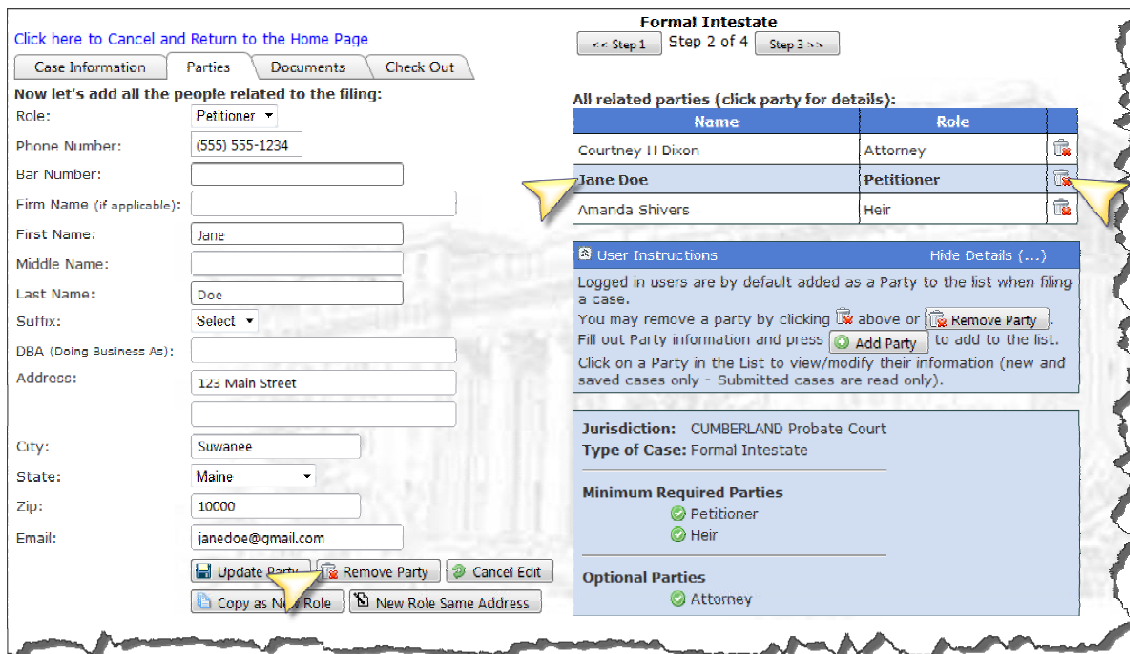 Formal Intestate
Click here to Cancel and Return to the Home Page
<< Step 1 Step 2 of 4 Step 3 >>
Case Information Parties Documents Check Out
Now let's add all the people related to the filing:
Role: Petitioner
Phone Number: (555) 555-1234
Bar Number:
Firm Name (if applicable):
First Name: Jane
Middle Name:
Last Name: Doe
Suffix: Select
DBA (Doing Business As):
Address: 123 Main Street
City: Suwanee
State: Maine
Zip: 10000
Email: janedoe@gmail.com
Update Party Remove Party Cancel Edit
Copy as New Role New Role Same Address
All related parties (click party for details):
Name Role
Courtney H Dixon Attorney
Jane Doe Petitioner
Amanda Shivers Heir
User Instructions Hide Details (...)
Logged in users are by default added as a Party to the list when filing
a case.
You may remove a party by clicking above or Remove Party .
Fill out Party information and press Add Party to add to the list.
Click on a Party in the List to view/modify their information (new and
saved cases only - Submitted cases are read only).
Jurisdiction: CUMBERLAND Probate Court
Type of Case: Formal Intestate
Minimum Required Parties
Petitioner
Heir
Optional Parties
Attorney